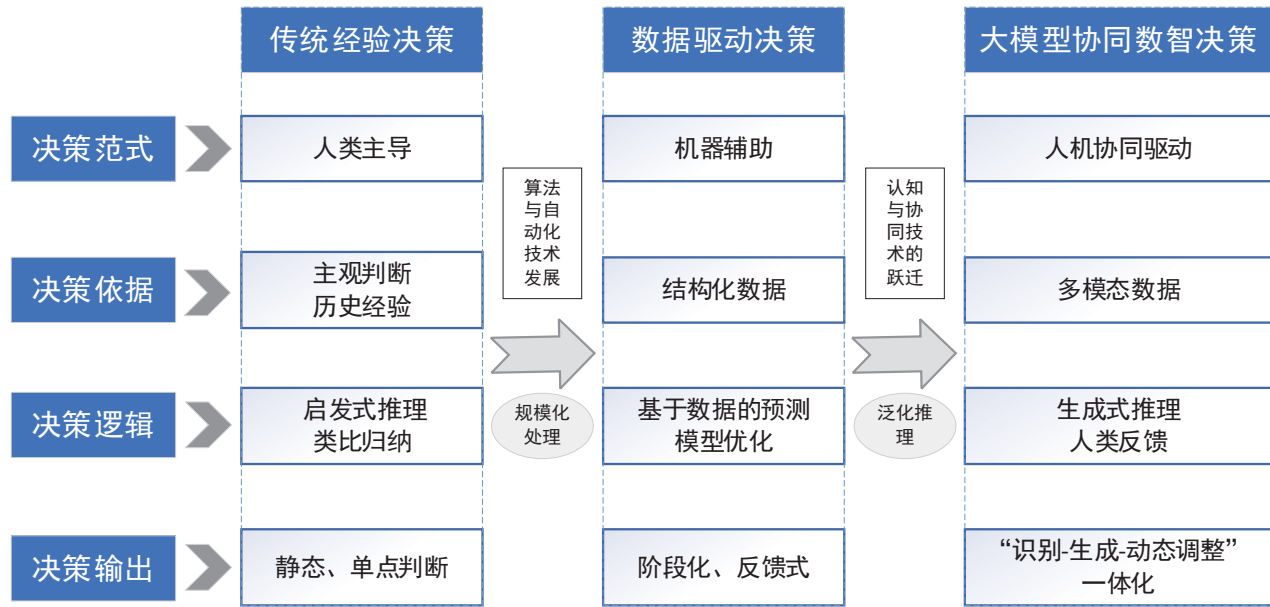 传统经验决策
数据驱动决策
大模型协同数智决策
决策范式
人类主导
机器辅助
人机协同驱动
算法
与自
动化
技术
发展
认知
与协
同技
术的
跃迁
决策依据
主观判断
历史经验
结构化数据
多模态数据
决策逻辑
启发式推理
类比归纳
规模化
处理
基于数据的预测
模型优化
泛化推
理
生成式推理
人类反馈
决策输出
静态、单点判断
阶段化、反馈式
“识别-生成-动态调整”
一体化